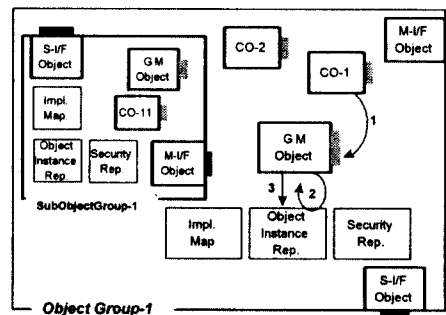 S-I/F
Object
G M
Object
Impl.
Map
CO-11
Object
Instance
Rep.
Security
Rep.
M-I/F
Object
SubObjectGroup-1
CO-2
CO-1
M-I/F
Object
1
G M
Object
3
2
Impl.
Map
Object
Instance
Rep.
Security
Rep.
S-I/F
Object
Object Group-1